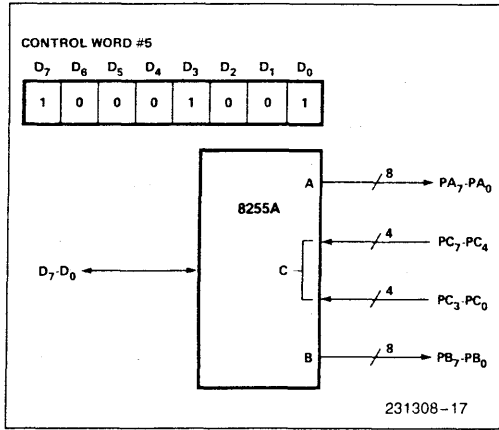 CONTROL WORD #5
D7 D6 D5 D4 D3 D2 D1 D0
1 0 0 0 1 0 0 1
A 8 PA7-PA0
8255A
4 PC7-PC4
D7-D0 C
4 PC3-PC0
B 8 PB7-PB0
231308-17